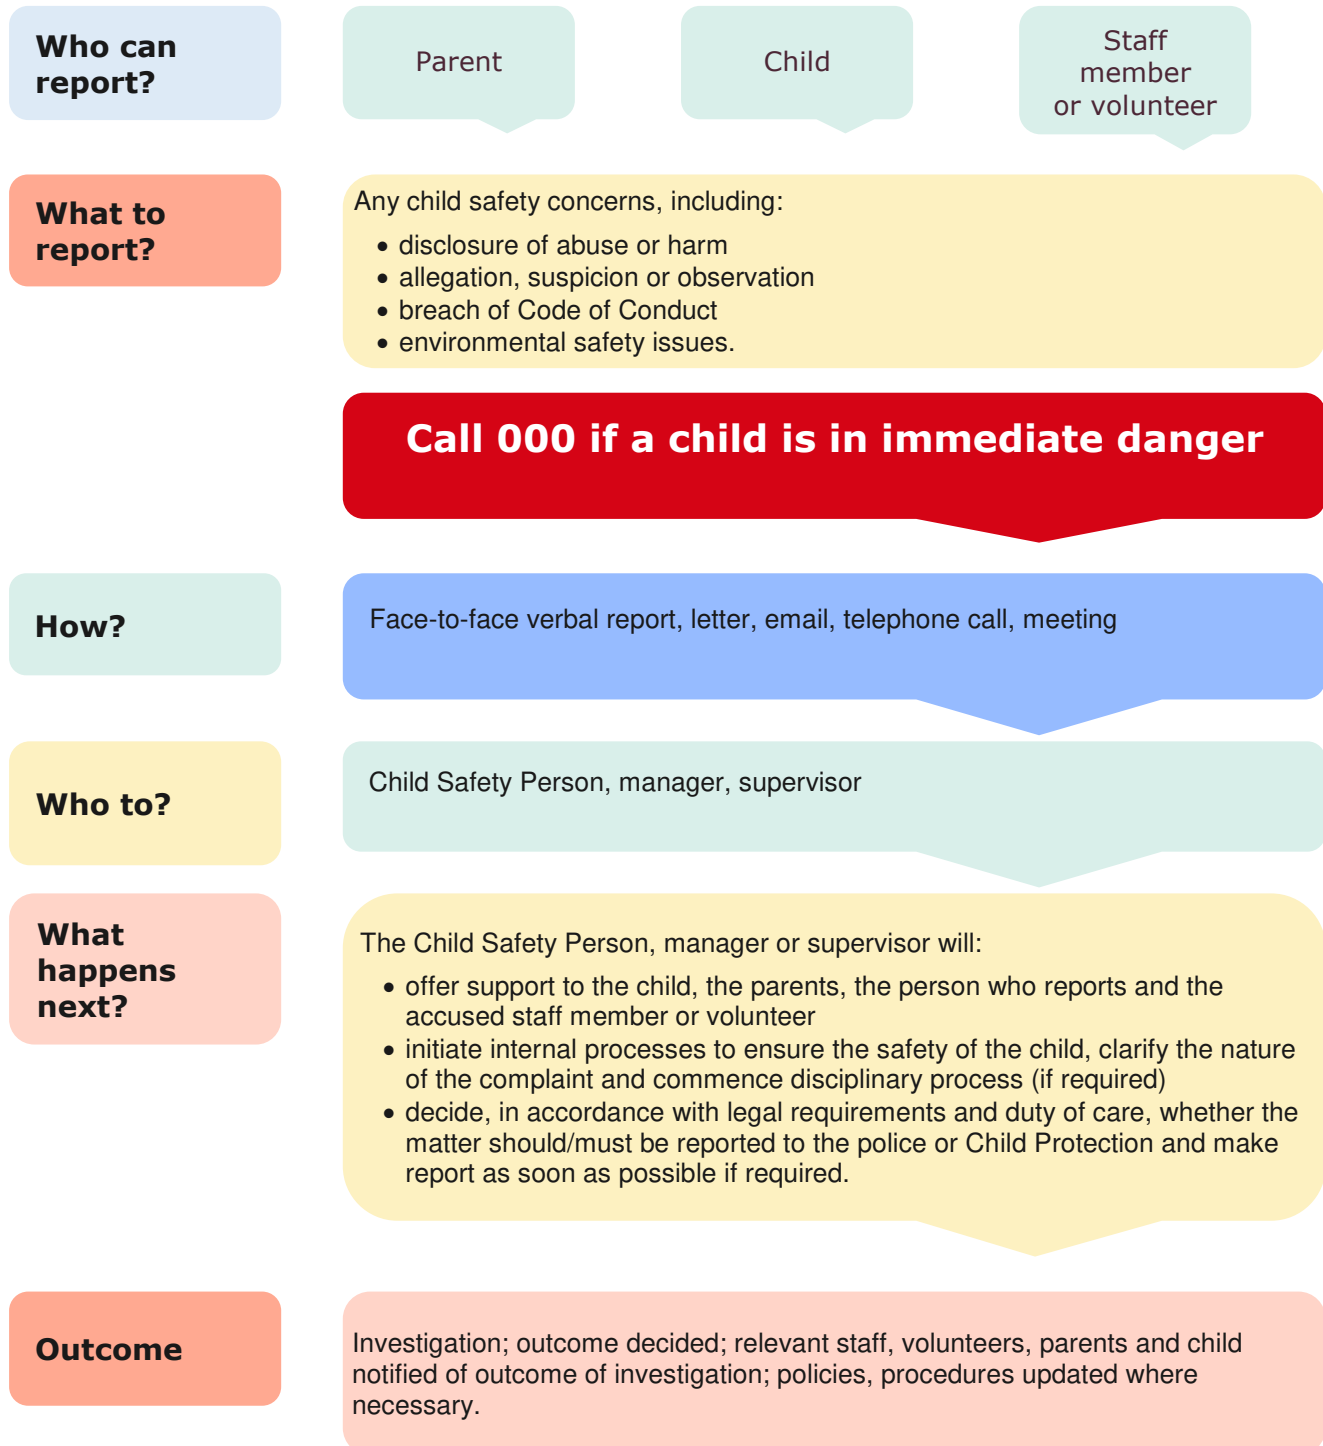 Who can
report?
Parent
Child
Staff
member
or volunteer
What to
report?
Any child safety concerns, including:
• disclosure of abuse or harm
• allegation, suspicion or observation
• breach of Code of Conduct
• environmental safety issues.
Call 000 if a child is in immediate danger
How?
Face-to-face verbal report, letter, email, telephone call, meeting
Who to?
Child Safety Person, manager, supervisor
What
happens
next?
The Child Safety Person, manager or supervisor will:
• offer support to the child, the parents, the person who reports and the
accused staff member or volunteer
• initiate internal processes to ensure the safety of the child, clarify the nature
of the complaint and commence disciplinary process (if required)
• decide, in accordance with legal requirements and duty of care, whether the
matter should/must be reported to the police or Child Protection and make
report as soon as possible if required.
Outcome
Investigation; outcome decided; relevant staff, volunteers, parents and child
notified of outcome of investigation; policies, procedures updated where
necessary.